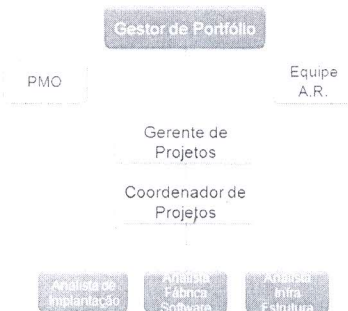 Gestor de Portfólio
PMO
Equipe
A.R.
Gerente de
Projetos
Coordenador de
Projetos
Analista de
Implantação
Analista
Fábrica
Software
Analista
Infra
Estrutura